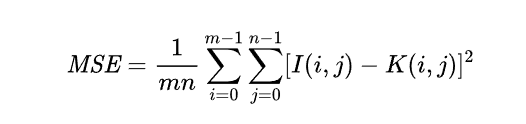 MSE = \frac{1}{mn} \sum_{i=0}^{m-1} \sum_{j=0}^{n-1} [I(i,j) − K(i,j)]^2